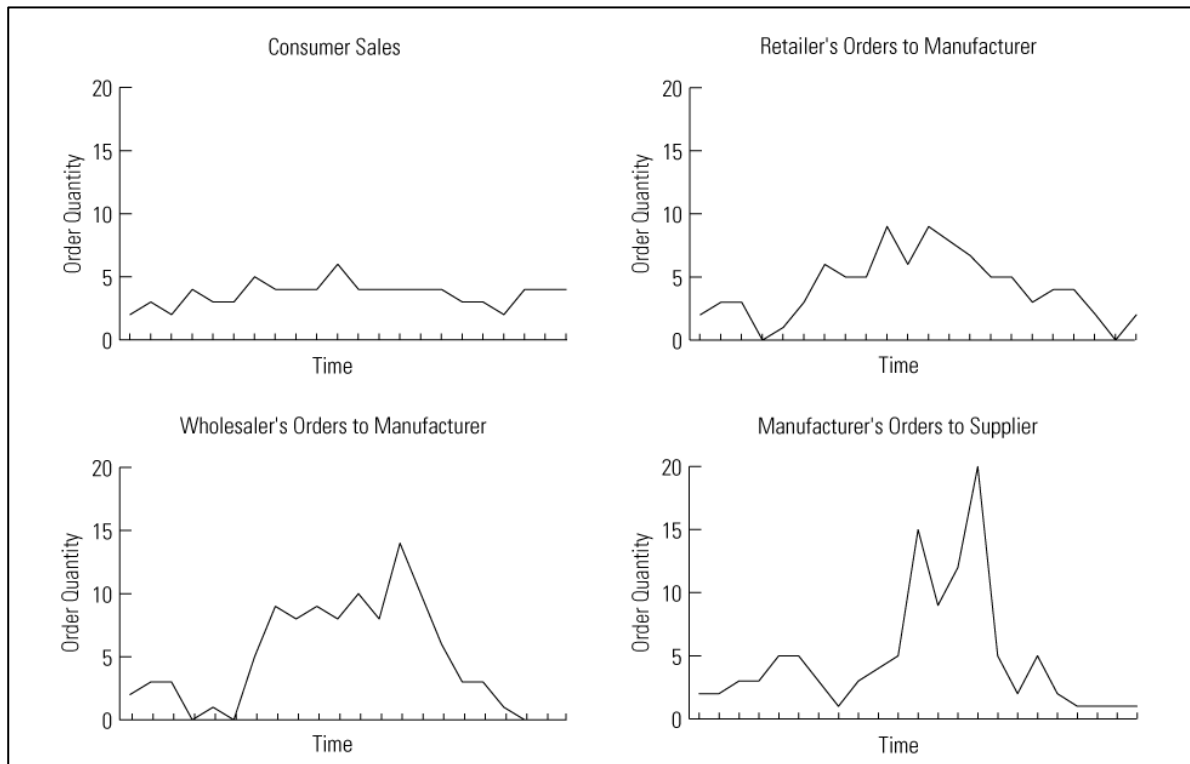 Consumer Sales
20
15
10
5
0
Order Quantity
Time
Retailer's Orders to Manufacturer
20
15
10
5
0
Order Quantity
Time
Wholesaler's Orders to Manufacturer
20
15
10
5
0
Order Quantity
Time
Manufacturer's Orders to Supplier
20
15
10
5
0
Order Quantity
Time